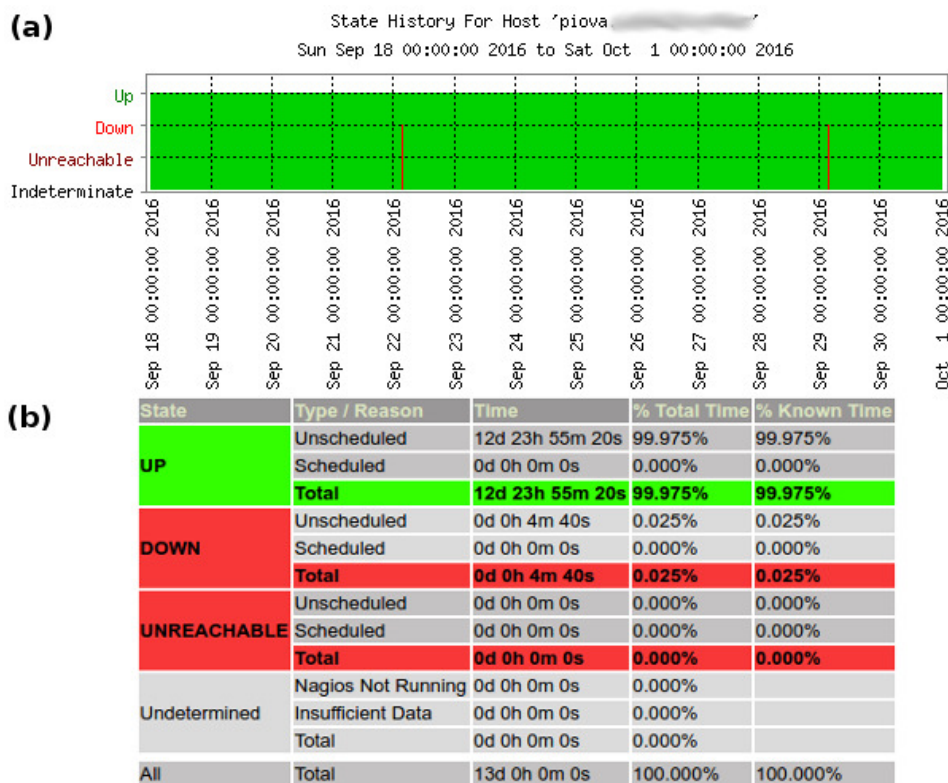 (a)
State History For Host 'piova '
Sun Sep 18 00:00:00 2016 to Sat Oct 1 00:00:00 2016
Up
Down
Unreachable
Indeterminate
Sep 18 00:00:00 2016
Sep 19 00:00:00 2016
Sep 20 00:00:00 2016
Sep 21 00:00:00 2016
Sep 22 00:00:00 2016
Sep 23 00:00:00 2016
Sep 24 00:00:00 2016
Sep 25 00:00:00 2016
Sep 26 00:00:00 2016
Sep 27 00:00:00 2016
Sep 28 00:00:00 2016
Sep 29 00:00:00 2016
Sep 30 00:00:00 2016
Oct 1 00:00:00 2016
(b)
State Type / Reason Time % Total Time % Known Time
UP
Unscheduled 12d 23h 55m 20s 99.975% 99.975%
Scheduled 0d 0h 0m 0s 0.000% 0.000%
Total 12d 23h 55m 20s 99.975% 99.975%
DOWN
Unscheduled 0d 0h 4m 40s 0.025% 0.025%
Scheduled 0d 0h 0m 0s 0.000% 0.000%
Total 0d 0h 4m 40s 0.025% 0.025%
UNREACHABLE
Unscheduled 0d 0h 0m 0s 0.000% 0.000%
Scheduled 0d 0h 0m 0s 0.000% 0.000%
Total 0d 0h 0m 0s 0.000% 0.000%
Undetermined
Nagios Not Running 0d 0h 0m 0s 0.000%
Insufficient Data 0d 0h 0m 0s 0.000%
Total 0d 0h 0m 0s 0.000%
All Total 13d 0h 0m 0s 100.000% 100.000%